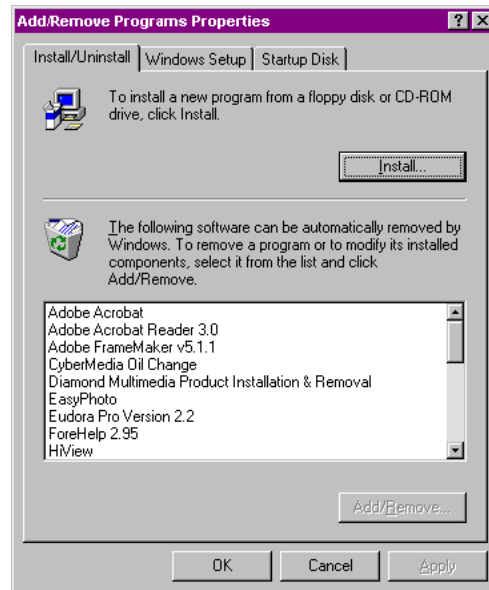 Add/Remove Programs Properties
Install/Uninstall
Windows Setup
Startup Disk
To install a new program from a floppy disk or CD-ROM
drive, click Install.
Install...
The following software can be automatically removed by
Windows. To remove a program or to modify its installed
components, select it from the list and click
Add/Remove.
Adobe Acrobat
Adobe Acrobat Reader 3.0
Adobe FrameMaker v5.1.1
CyberMedia Oil Change
Diamond Multimedia Product Installation & Removal
EasyPhoto
Eudora Pro Version 2.2
ForeHelp 2.95
HiView
Add/Remove...
OK
Cancel
Apply